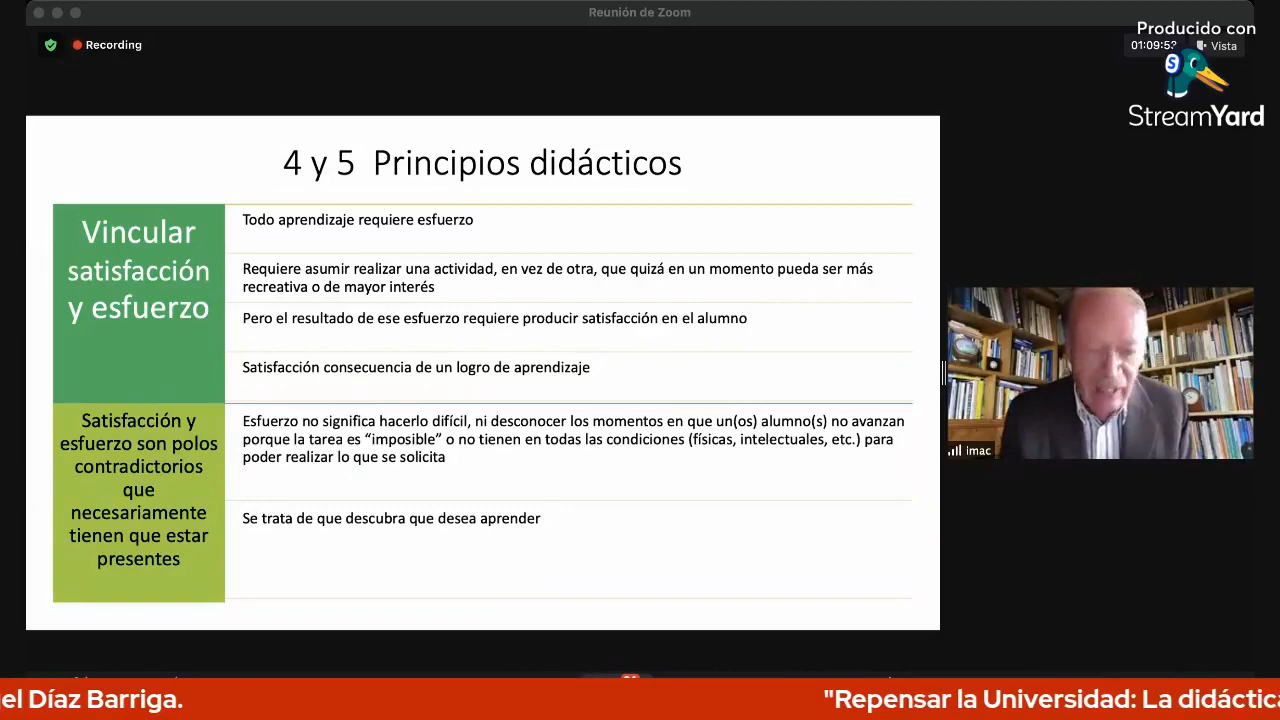 Reunión de Zoom
Recording
Producido con
Vista
StreamYard
4 y 5 Principios didácticos
Vincular
satisfacción
y esfuerzo
Todo aprendizaje requiere esfuerzo
Requiere asumir realizar una actividad, en vez de otra, que quizá en un momento pueda ser más
recreativa o de mayor interés
Pero el resultado de ese esfuerzo requiere producir satisfacción en el alumno
Satisfacción consecuencia de un logro de aprendizaje
Satisfacción y
esfuerzo son polos
contradictorios
que
necesariamente
tienen que estar
presentes
Esfuerzo no significa hacerlo difícil, ni desconocer los momentos en que un(os) alumno(s) no avanzan
porque la tarea es “imposible” o no tienen en todas las condiciones (físicas, intelectuales, etc.) para
poder realizar lo que se solicita
Se trata de que descubra que desea aprender
imac
Díaz Barriga.
"Repensar la Universidad: La